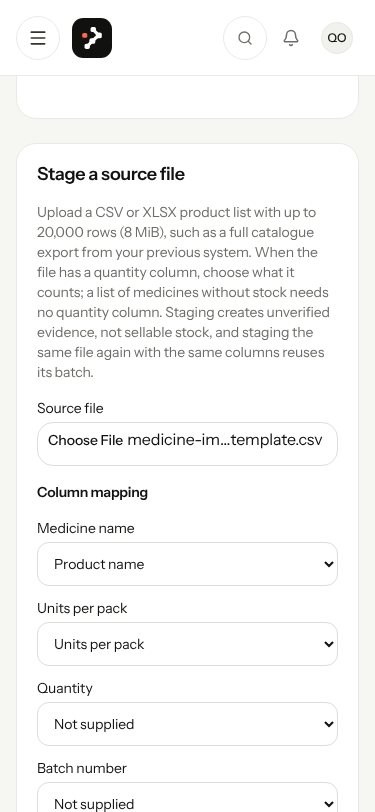 QO
Stage a source file
Upload a CSV or XLSX product list with up to
20,000 rows (8 MiB), such as a full catalogue
export from your previous system. When the
file has a quantity column, choose what it
counts; a list of medicines without stock needs
no quantity column. Staging creates unverified
evidence, not sellable stock, and staging the
same file again with the same columns reuses
its batch.
Source file
Choose File medicine-im...template.csv
Column mapping
Medicine name
Product name
Units per pack
Units per pack
Quantity
Not supplied
Batch number
Not supplied